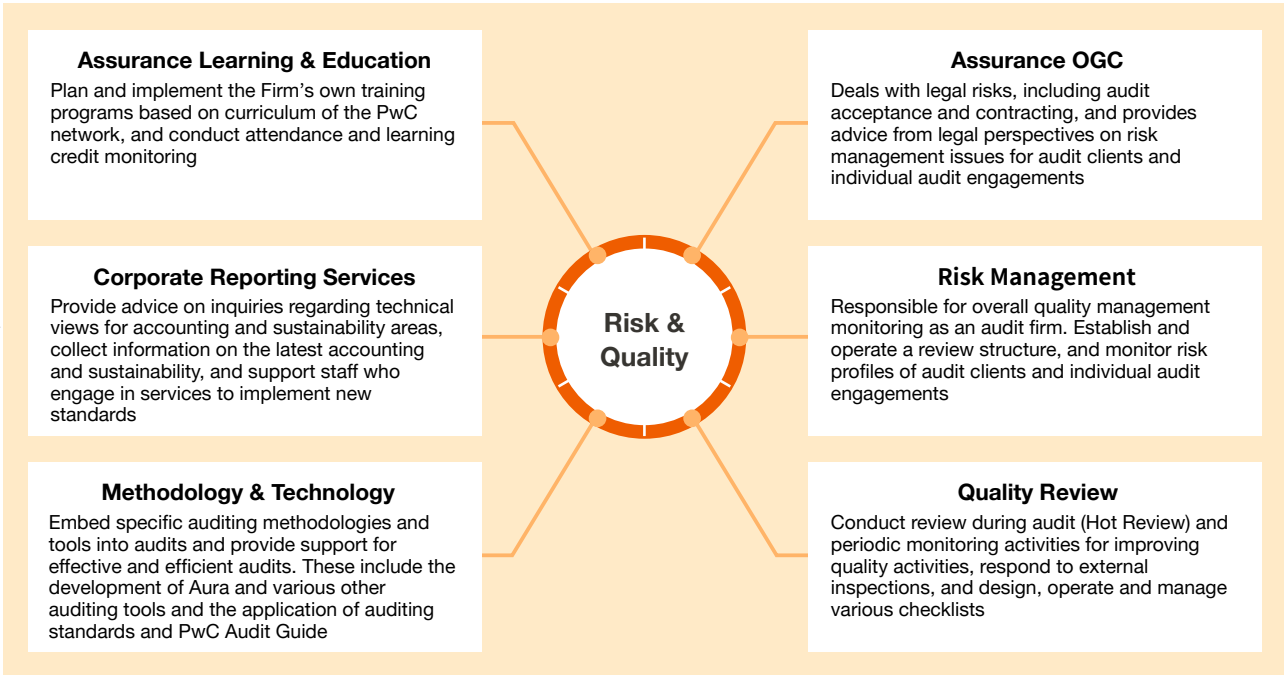 Assurance Learning & Education
Plan and implement the Firm's own training
programs based on curriculum of the PwC
network, and conduct attendance and learning
credit monitoring
Corporate Reporting Services
Provide advice on inquiries regarding technical
views for accounting and sustainability areas,
collect information on the latest accounting
and sustainability, and support staff who
engage in services to implement new
standards
Methodology & Technology
Embed specific auditing methodologies and
tools into audits and provide support for
effective and efficient audits. These include the
development of Aura and various other
auditing tools and the application of auditing
standards and PwC Audit Guide
Risk &
Quality
Assurance OGC
Deals with legal risks, including audit
acceptance and contracting, and provides
advice from legal perspectives on risk
management issues for audit clients and
individual audit engagements
Risk Management
Responsible for overall quality management
monitoring as an audit firm. Establish and
operate a review structure, and monitor risk
profiles of audit clients and individual audit
engagements
Quality Review
Conduct review during audit (Hot Review) and
periodic monitoring activities for improving
quality activities, respond to external
inspections, and design, operate and manage
various checklists